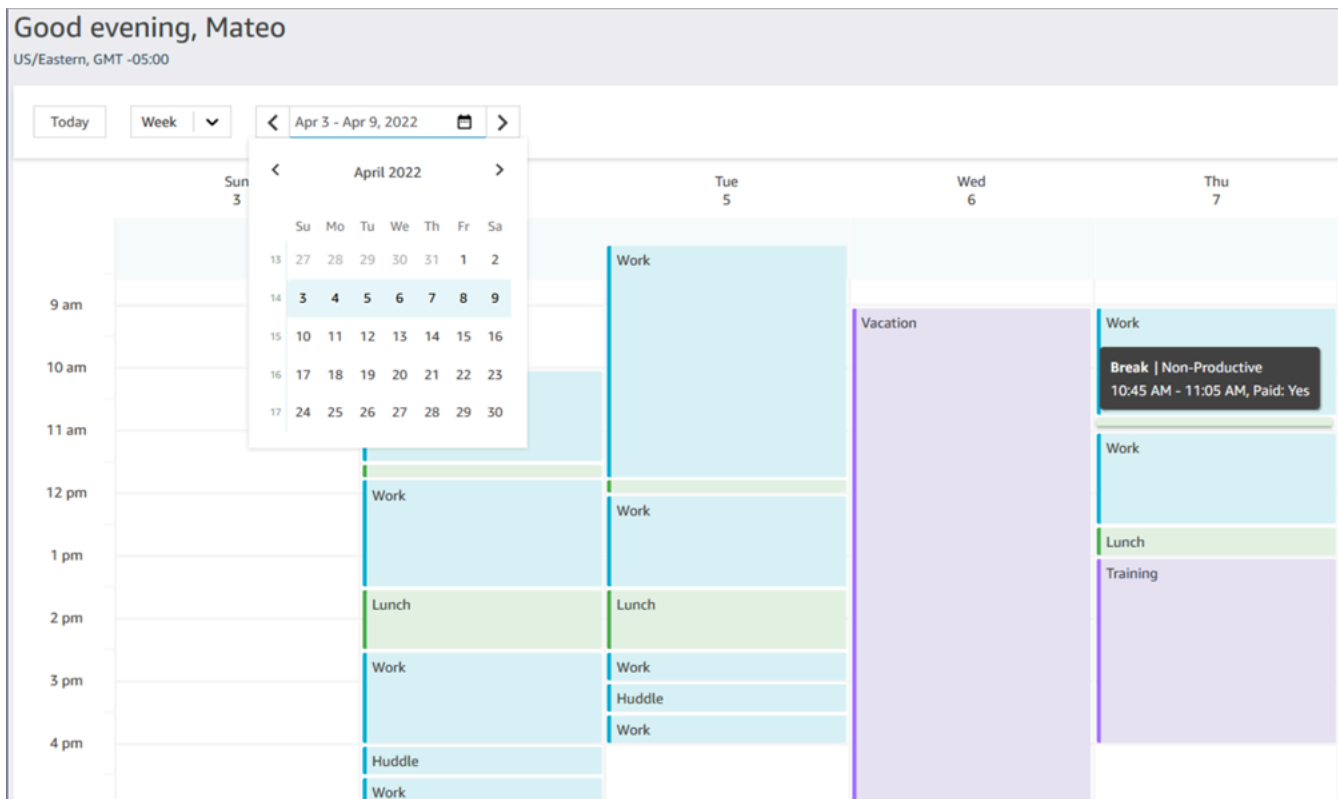 Good evening, Mateo
US/Eastern, GMT -05:00
Today Week Apr 3 - Apr 9, 2022
April 2022
Su Mo Tu We Th Fr Sa
13 27 28 29 30 31 1 2
14 3 4 5 6 7 8 9
15 10 11 12 13 14 15 16
16 17 18 19 20 21 22 23
17 24 25 26 27 28 29 30
Sun Tue Wed Thu
3 5 6 7
Work
9 am
Vacation Work
10 am
Break | Non-Productive
10:45 AM - 11:05 AM, Paid: Yes
11 am
Work
12 pm
Work
Work
Lunch
1 pm
Training
Lunch Lunch
2 pm
Work Work
3 pm
Huddle
Work
4 pm
Huddle
Work